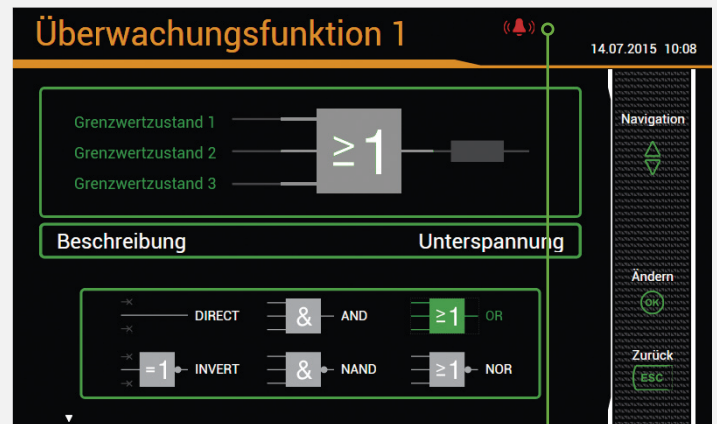 Überwachungsfunktion 1
14.07.2015 10:08
Navigation
Grenzwertzustand 1
Grenzwertzustand 2
Grenzwertzustand 3
≥1
Beschreibung Unterspannung
Ändern
OK
DIRECT & AND ≥1 OR
=1 INVERT & NAND ≥1 NOR
Zurück
ESC